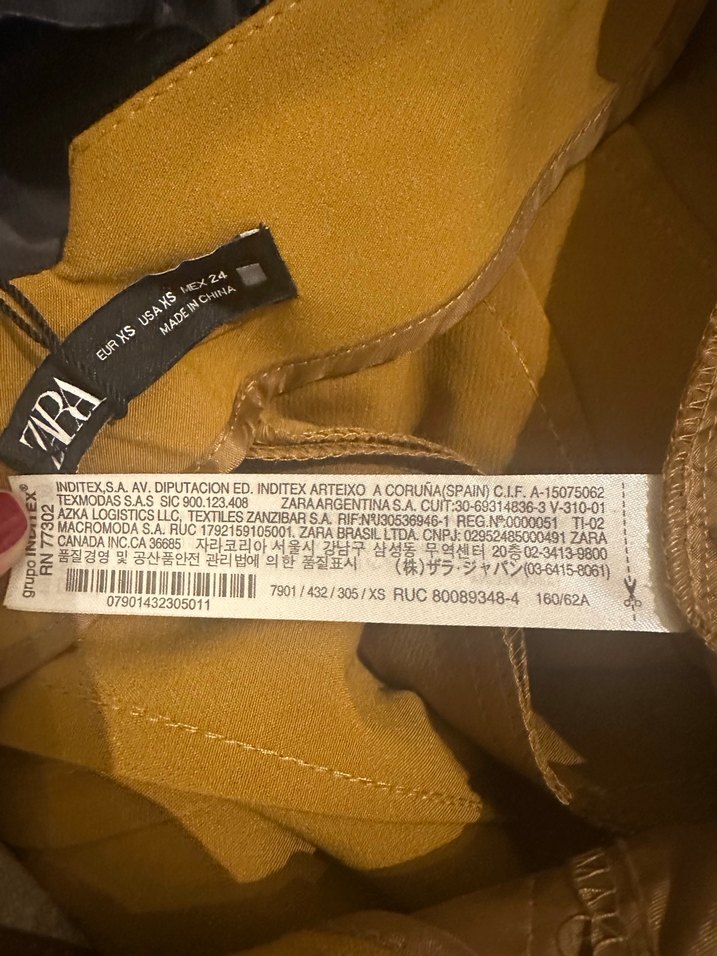 ZARA
EUR XS USA XS MEX 24
MADE IN CHINA
grupo INDITEX®
RN 77302
INDITEX,S.A. AV. DIPUTACION ED. INDITEX ARTEIXO A CORUÑA(SPAIN) C.I.F. A-15075062
TEXMODAS S.A.S SIC 900.123.408 ZARA ARGENTINA S.A. CUIT:30-69314836-3 V-310-01
AZKA LOGISTICS LLC, TEXTILES ZANZIBAR S.A. RIF:Nº:J30536946-1 REG.Nº:0000051 TI-02
MACROMODA S.A. RUC 1792159105001. ZARA BRASIL LTDA. CNPJ: 02952485000491 ZARA
CANADA INC.CA 36685 자라코리아 서울시 강남구 삼성동 무역센터 20층 02-3413-9800
품질경영 및 공산품안전 관리법에 의한 품질표시 (株)ザラ・ジャパン(03-6415-8061)
07901432305011
7901 / 432 / 305 / XS RUC 80089348-4 160/62A